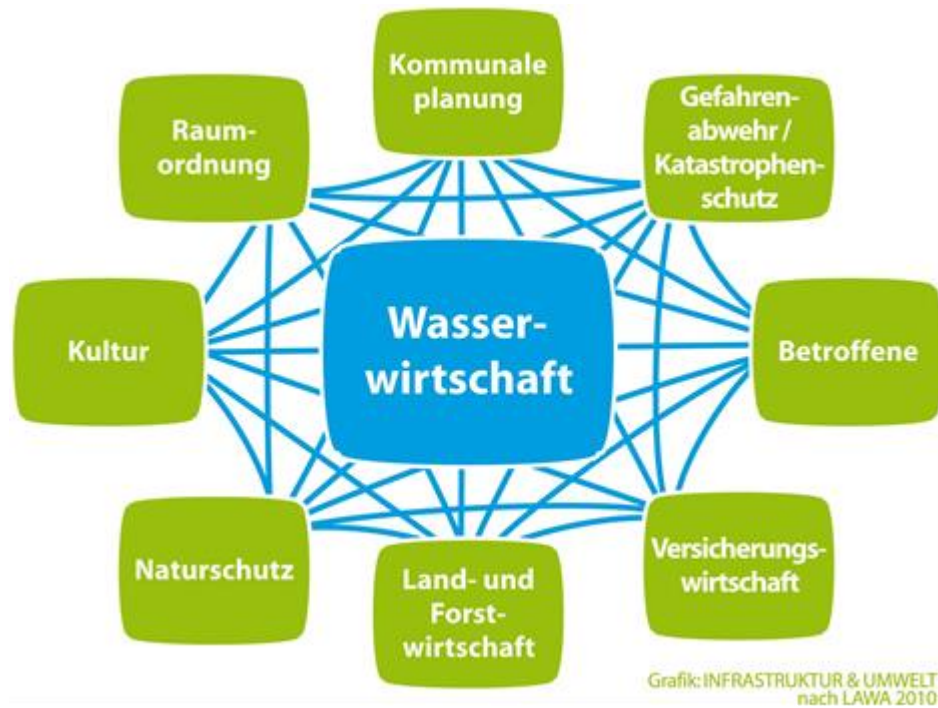 Kommunale
planung
Gefahren-
abwehr /
Katastrophen-
schutz
Raum-
ordnung
Wasser-
wirtschaft
Kultur
Betroffene
Naturschutz
Land- und
Forst-
wirtschaft
Versicherungs-
wirtschaft
Grafik: INFRASTRUKTUR & UMWELT
nach LAWA 2010